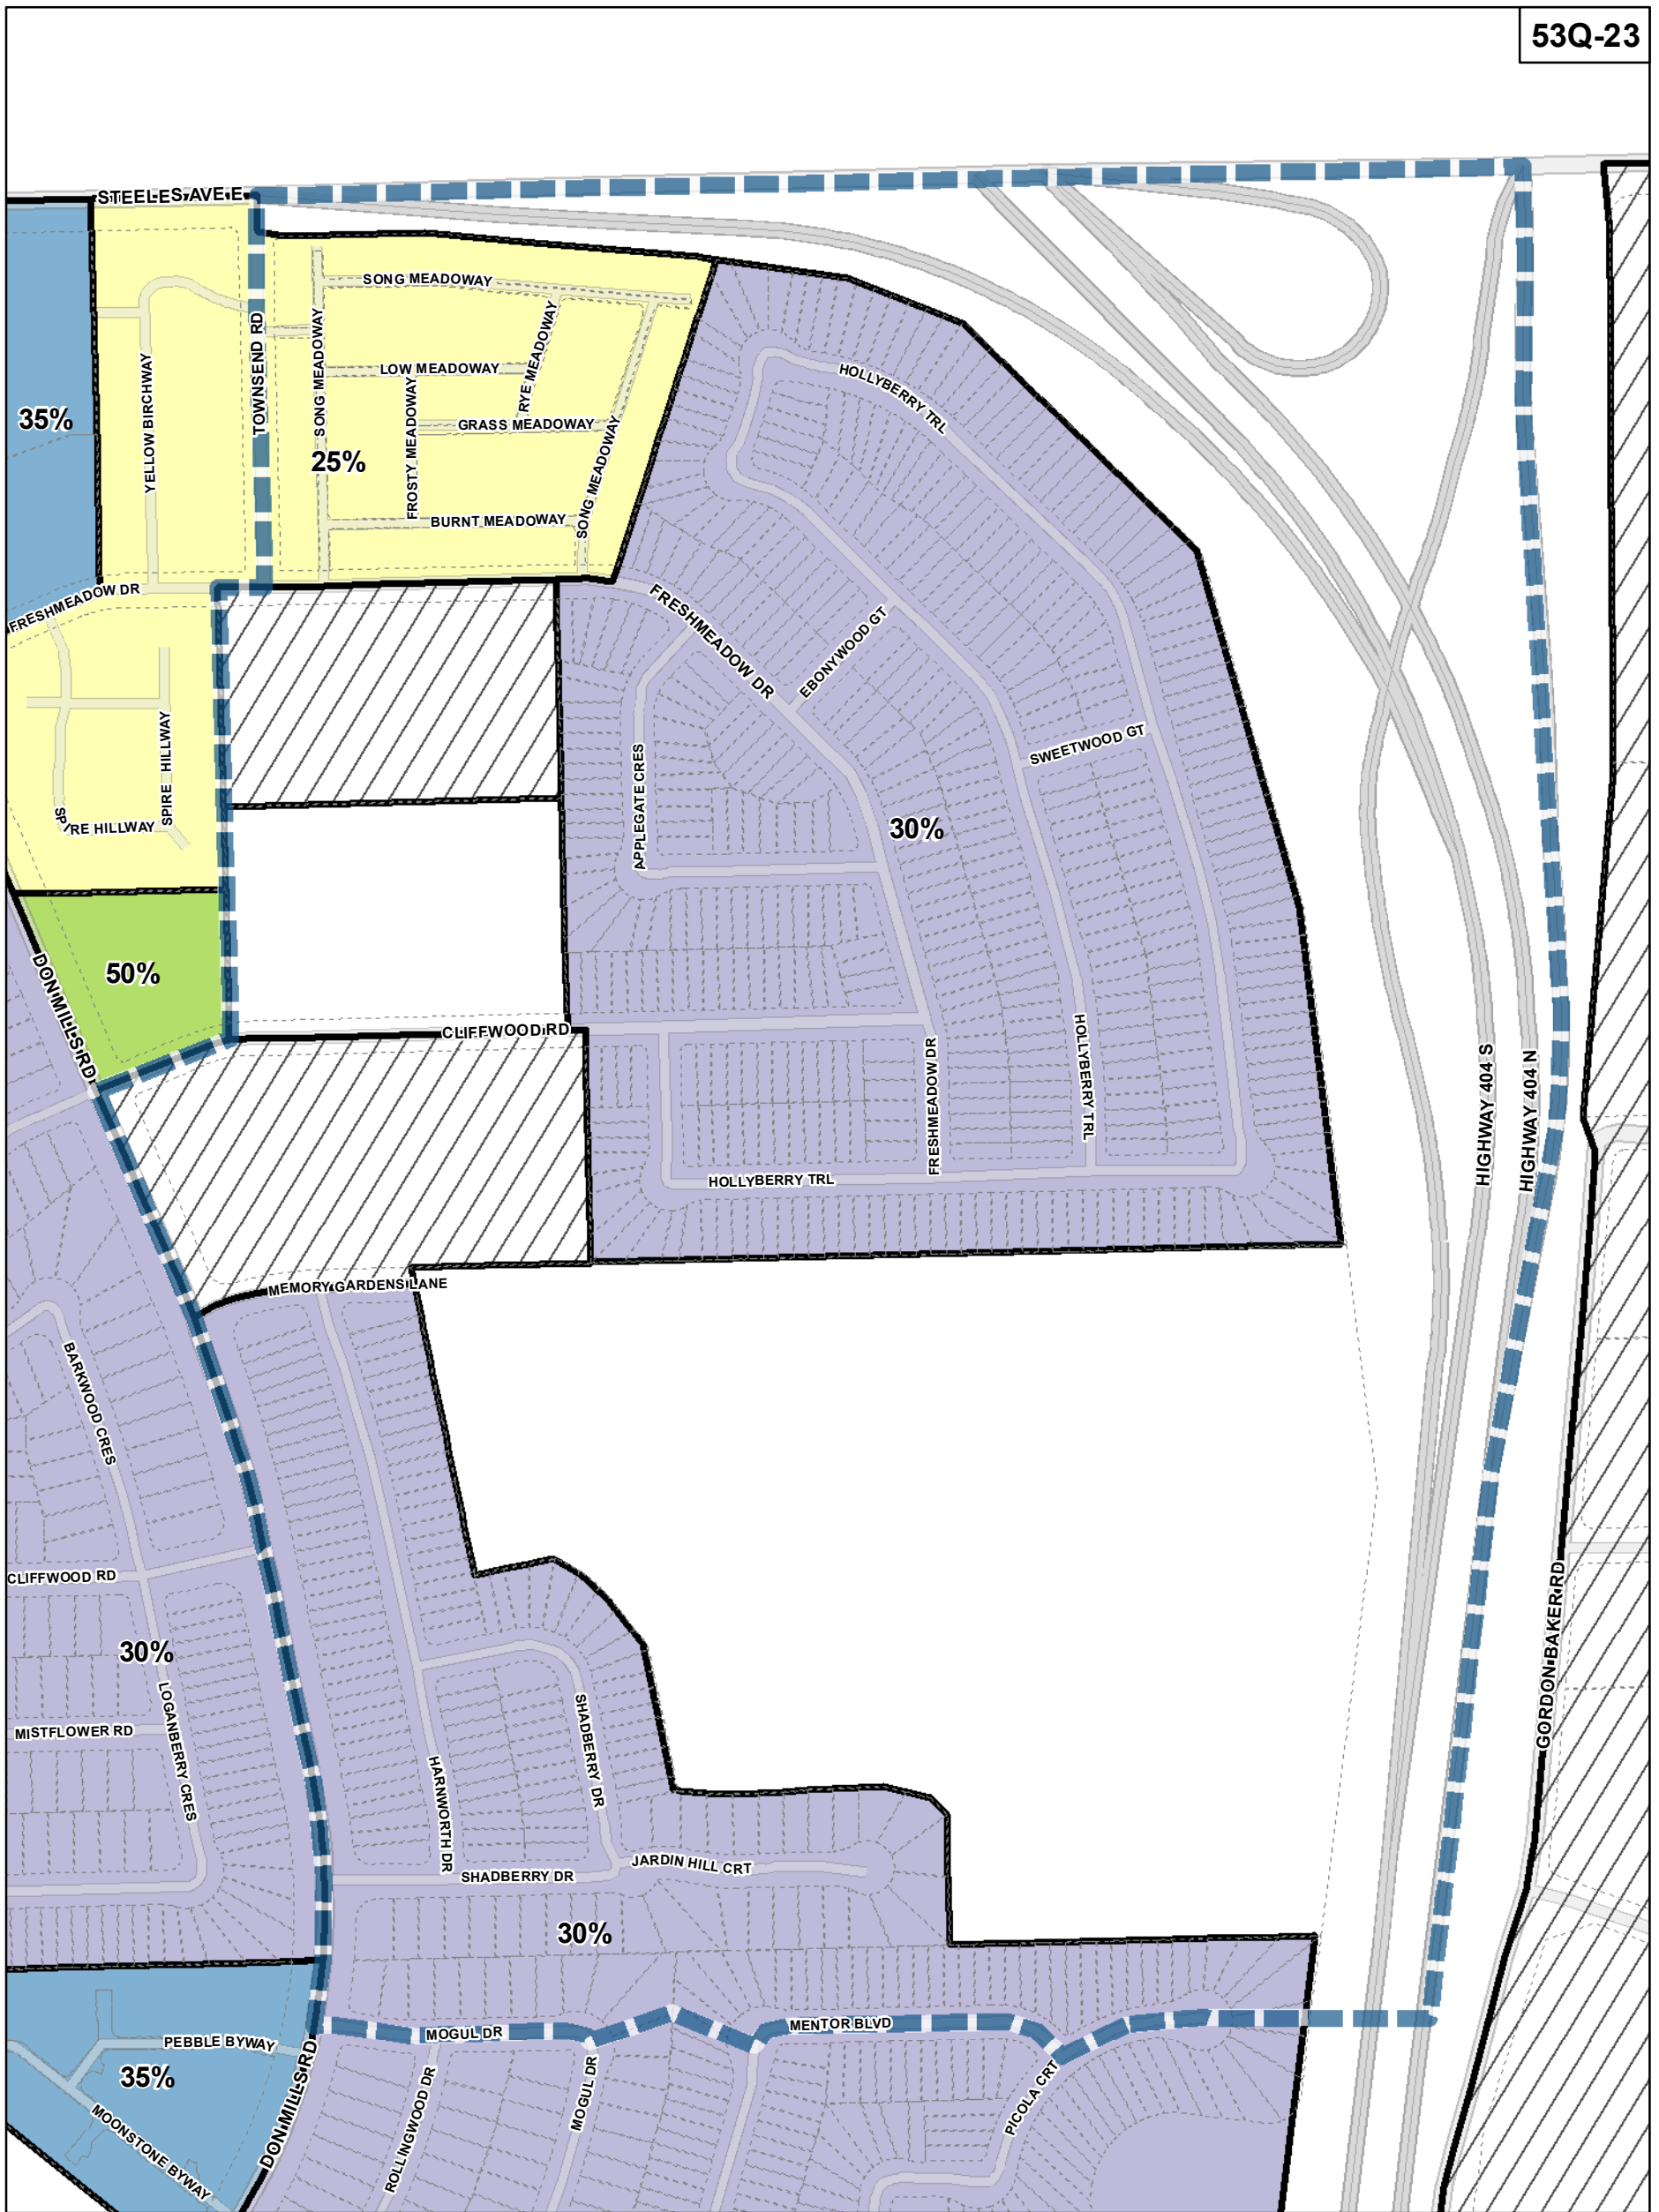 53Q-23
STEELES AVE E
SONG MEADOWAY
TOWNSEND RD
SONG MEADOWAY
RYE MEADOWAY
YELLOW BIRCHWAY
LOW MEADOWAY
HOLLYBERRY TRL
FROSTY MEADOWAY
35%
GRASS MEADOWAY
25%
SONG MEADOWAY
BURNT MEADOWAY
FRESHMEADOW DR
FRESHMEADOW DR
EBONYWOOD GT
SPIRE HILLWAY
SWEETWOOD GT
APPLEGATE CRES
SPIRE HILLWAY
30%
50%
DON MILLS RD
CLIFFWOOD RD
HOLLYBERRY TRL
FRESHMEADOW DR
HIGHWAY 404 S
HIGHWAY 404 N
HOLLYBERRY TRL
MEMORY GARDENS LANE
BARKWOOD CRES
CLIFFWOOD RD
30%
GORDON BAKER RD
LOGANBERRY CRES
MISTFLOWER RD
SHADBERRY DR
HARNWORTH DR
JARDIN HILL CRT
SHADBERRY DR
30%
MOGUL DR
MENTOR BLVD
PEBBLE BYWAY
35%
DON MILLS RD
ROLLINGWOOD DR
MOGUL DR
PICOLA CRT
MOONSTONE BYWAY